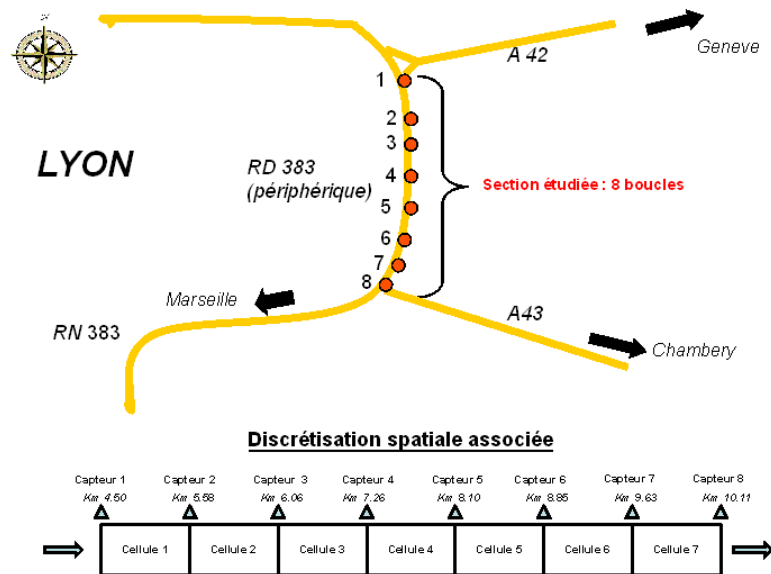 Geneve
A 42
1
2
3
LYON
RD 383
(périphérique)
4
Section étudiée : 8 boucles
5
6
7
8
Marseille
RN 383
A43
Chambery
Discrétisation spatiale associée
Capteur 1 Capteur 2 Capteur 3 Capteur 4 Capteur 5 Capteur 6 Capteur 7 Capteur 8
Km 4.50 Km 5.58 Km 6.06 Km 7.26 Km 8.10 Km 8.85 Km 9.63 Km 10.11
Cellule 1 Cellule 2 Cellule 3 Cellule 4 Cellule 5 Cellule 6 Cellule 7